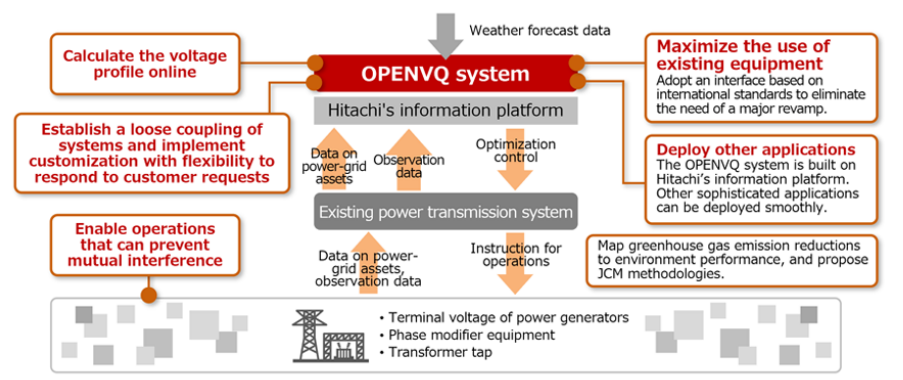 Weather forecast data
Calculate the voltage
profile online
OPENVQ system
Hitachi's information platform
Maximize the use of
existing equipment
Adopt an interface based on
international standards to eliminate
the need of a major revamp.
Establish a loose coupling of
systems and implement
customization with flexibility to
respond to customer requests
Data on
power-grid
assets
Observation
data
Optimization
control
Deploy other applications
The OPENVQ system is built on
Hitachi’s information platform.
Other sophisticated applications
can be deployed smoothly.
Existing power transmission system
Enable operations
that can prevent
mutual interference
Data on power-
grid assets,
observation data
Instruction for
operations
Map greenhouse gas emission reductions
to environment performance, and propose
JCM methodologies.
• Terminal voltage of power generators
• Phase modifier equipment
• Transformer tap